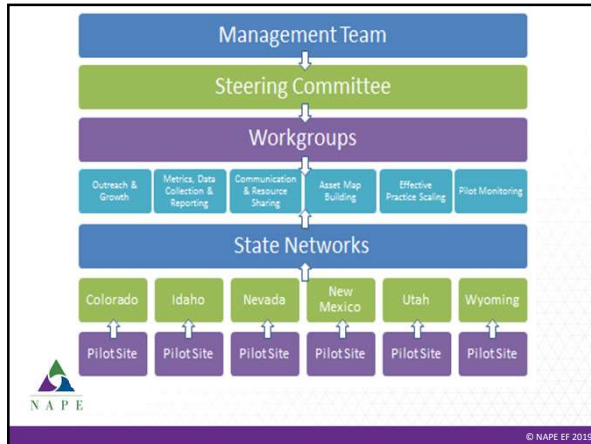 Management Team
Steering Committee
Workgroups
Outreach &
Growth
Metrics, Data
Collection &
Reporting
Communication
& Resource
Sharing
Asset Map
Building
Effective
Practice Scaling
Pilot Monitoring
State Networks
Colorado
Idaho
Nevada
New
Mexico
Utah
Wyoming
Pilot Site
Pilot Site
Pilot Site
Pilot Site
Pilot Site
Pilot Site
NAPE
© NAPE EF 2019